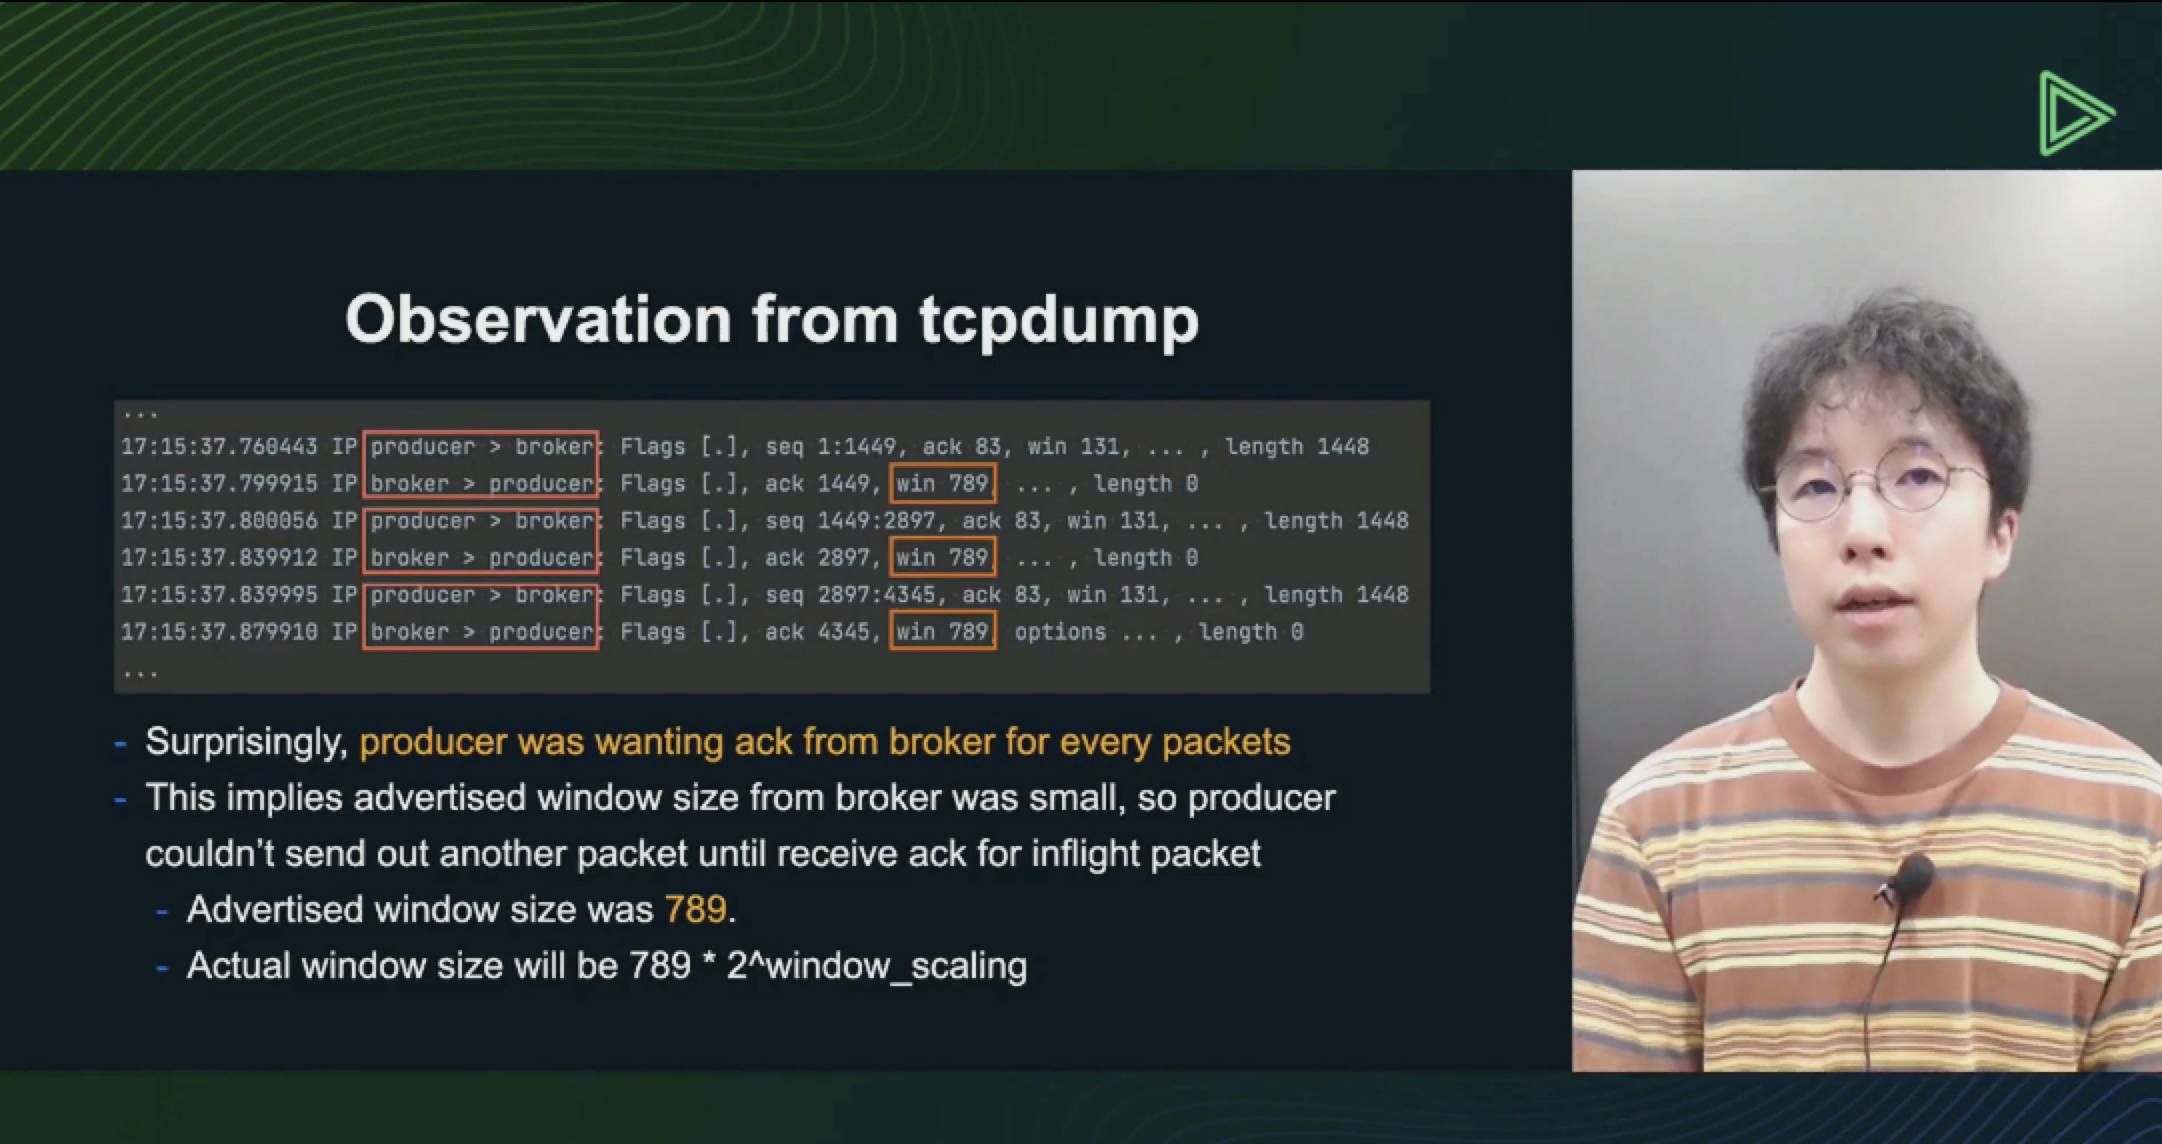 Observation from tcpdump
...
17:15:37.760443 IP producer > broker: Flags [.], seq 1:1449, ack 83, win 131, ... , length 1448
17:15:37.799915 IP broker > producer: Flags [.], ack 1449, win 789, ... , length 0
17:15:37.800056 IP producer > broker: Flags [.], seq 1449:2897, ack 83, win 131, ... , length 1448
17:15:37.839912 IP broker > producer: Flags [.], ack 2897, win 789, ... , length 0
17:15:37.839995 IP producer > broker: Flags [.], seq 2897:4345, ack 83, win 131, ... , length 1448
17:15:37.879910 IP broker > producer: Flags [.], ack 4345, win 789, options ... , length 0
...
- Surprisingly, producer was wanting ack from broker for every packets
- This implies advertised window size from broker was small, so producer
couldn't send out another packet until receive ack for inflight packet
- Advertised window size was 789.
- Actual window size will be 789 * 2^window_scaling